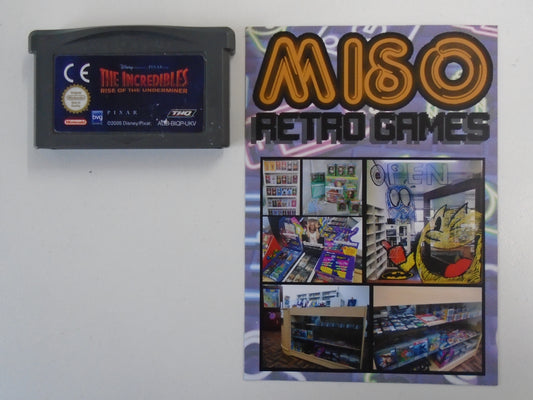 CE
Disney PIXAR
THE INCREDIBLES
RISE OF THE UNDERMINER
PIXAR
THQ
bvg
©2005 Disney/Pixar.
AGB-BIQP-UKV
Nintendo
MISO
RETRO GAMES
OPEN